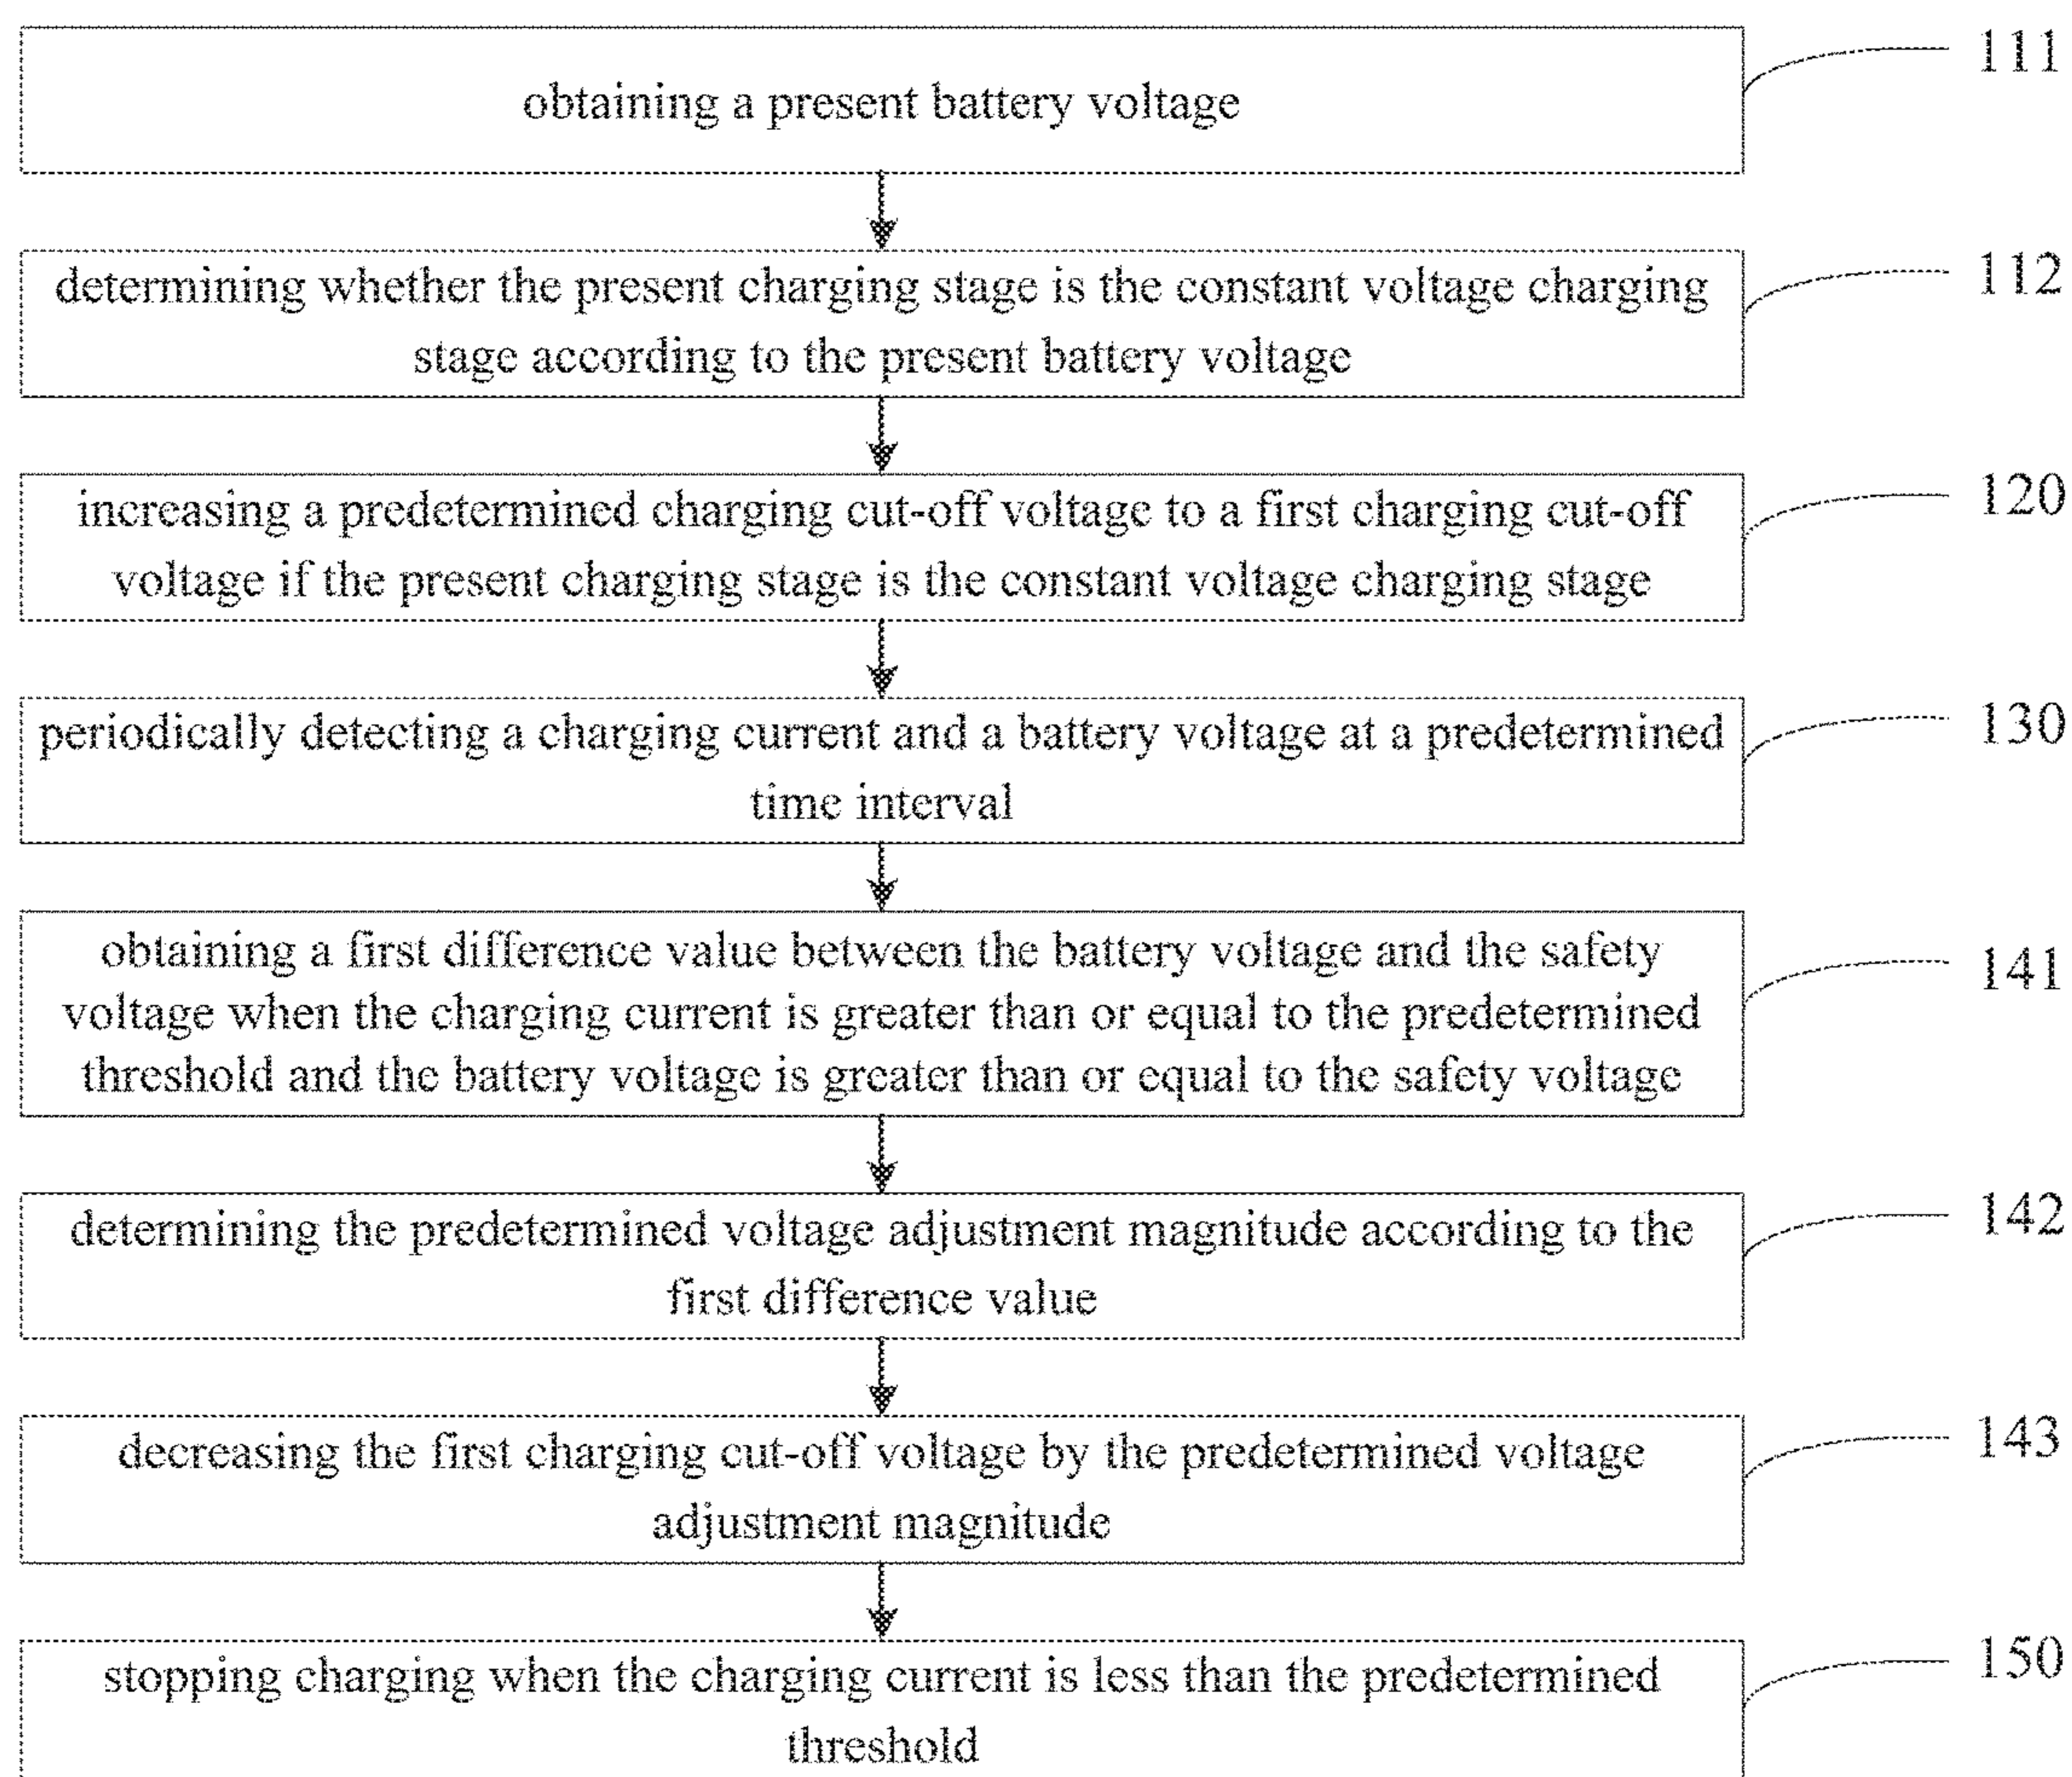 obtaining a present battery voltage
111
determining whether the present charging stage is the constant voltage charging
stage according to the present battery voltage
112
increasing a predetermined charging cut-off voltage to a first charging cut-off
voltage if the present charging stage is the constant voltage charging stage
120
periodically detecting a charging current and a battery voltage at a predetermined
time interval
130
obtaining a first difference value between the battery voltage and the safety
voltage when the charging current is greater than or equal to the predetermined
threshold and the battery voltage is greater than or equal to the safety voltage
141
determining the predetermined voltage adjustment magnitude according to the
first difference value
142
decreasing the first charging cut-off voltage by the predetermined voltage
adjustment magnitude
143
stopping charging when the charging current is less than the predetermined
threshold
150